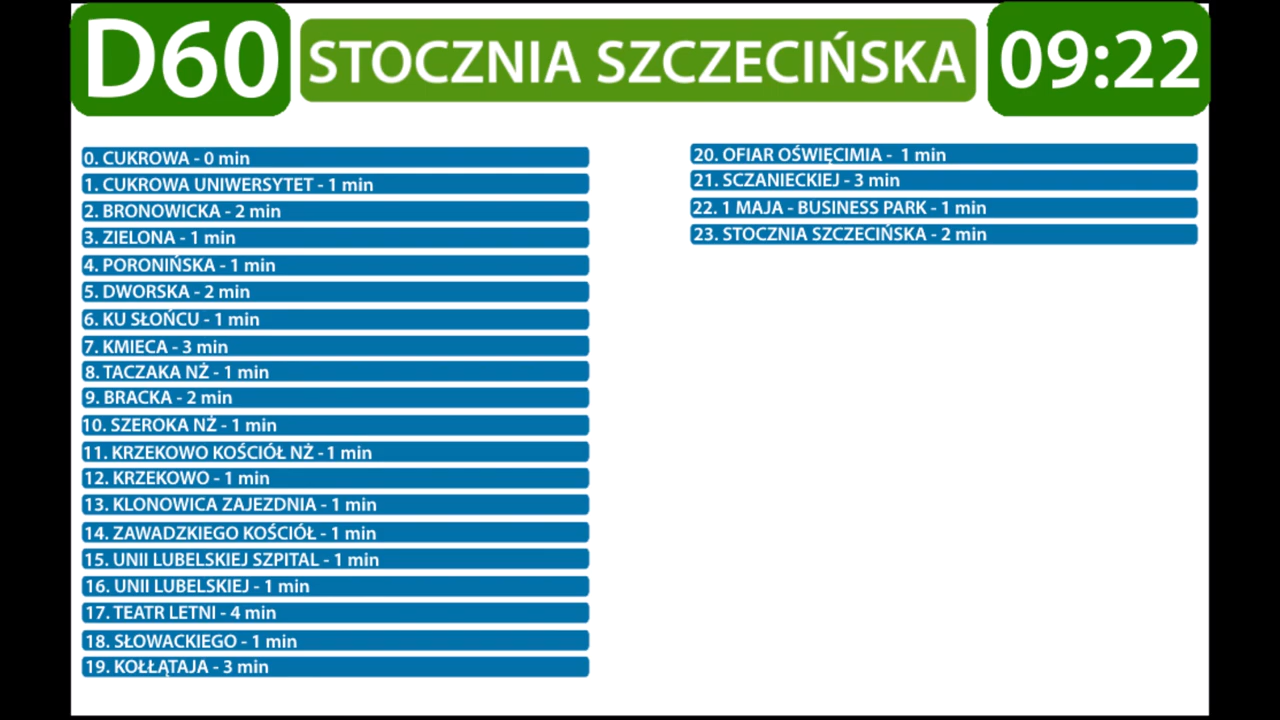 D60
STOCZNIA SZCZECIŃSKA
09:22
0. CUKROWA - 0 min
1. CUKROWA UNIWERSYTET - 1 min
2. BRONOWICKA - 2 min
3. ZIELONA - 1 min
4. PORONIŃSKA - 1 min
5. DWORSKA - 2 min
6. KU SŁOŃCU - 1 min
7. KMIECA - 3 min
8. TACZAKA NŻ - 1 min
9. BRACKA - 2 min
10. SZEROKA NŻ - 1 min
11. KRZEKOWO KOŚCIÓŁ NŻ - 1 min
12. KRZEKOWO - 1 min
13. KLONOWICA ZAJEZDNIA - 1 min
14. ZAWADZKIEGO KOŚCIÓŁ - 1 min
15. UNII LUBELSKIEJ SZPITAL - 1 min
16. UNII LUBELSKIEJ - 1 min
17. TEATR LETNI - 4 min
18. SŁOWACKIEGO - 1 min
19. KOŁŁĄTAJA - 3 min
20. OFIAR OŚWIĘCIMIA - 1 min
21. SCZANIECKIEJ - 3 min
22. 1 MAJA - BUSINESS PARK - 1 min
23. STOCZNIA SZCZECIŃSKA - 2 min